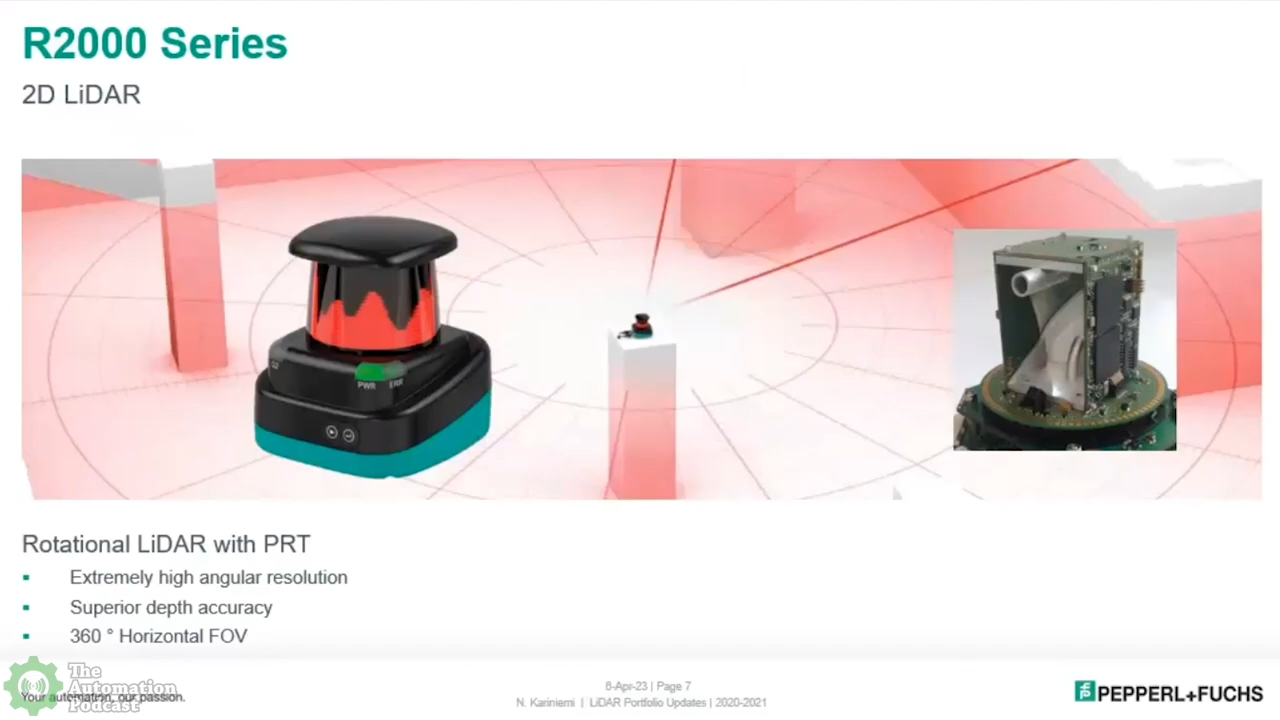 R2000 Series
2D LiDAR
PWR ERR
Rotational LiDAR with PRT
▪ Extremely high angular resolution
▪ Superior depth accuracy
▪ 360 ° Horizontal FOV
The
Automation
Podcast
Your automation, our passion.
6-Apr-23 | Page 7
N. Kariniemi | LiDAR Portfolio Updates | 2020-2021
PEPPERL+FUCHS